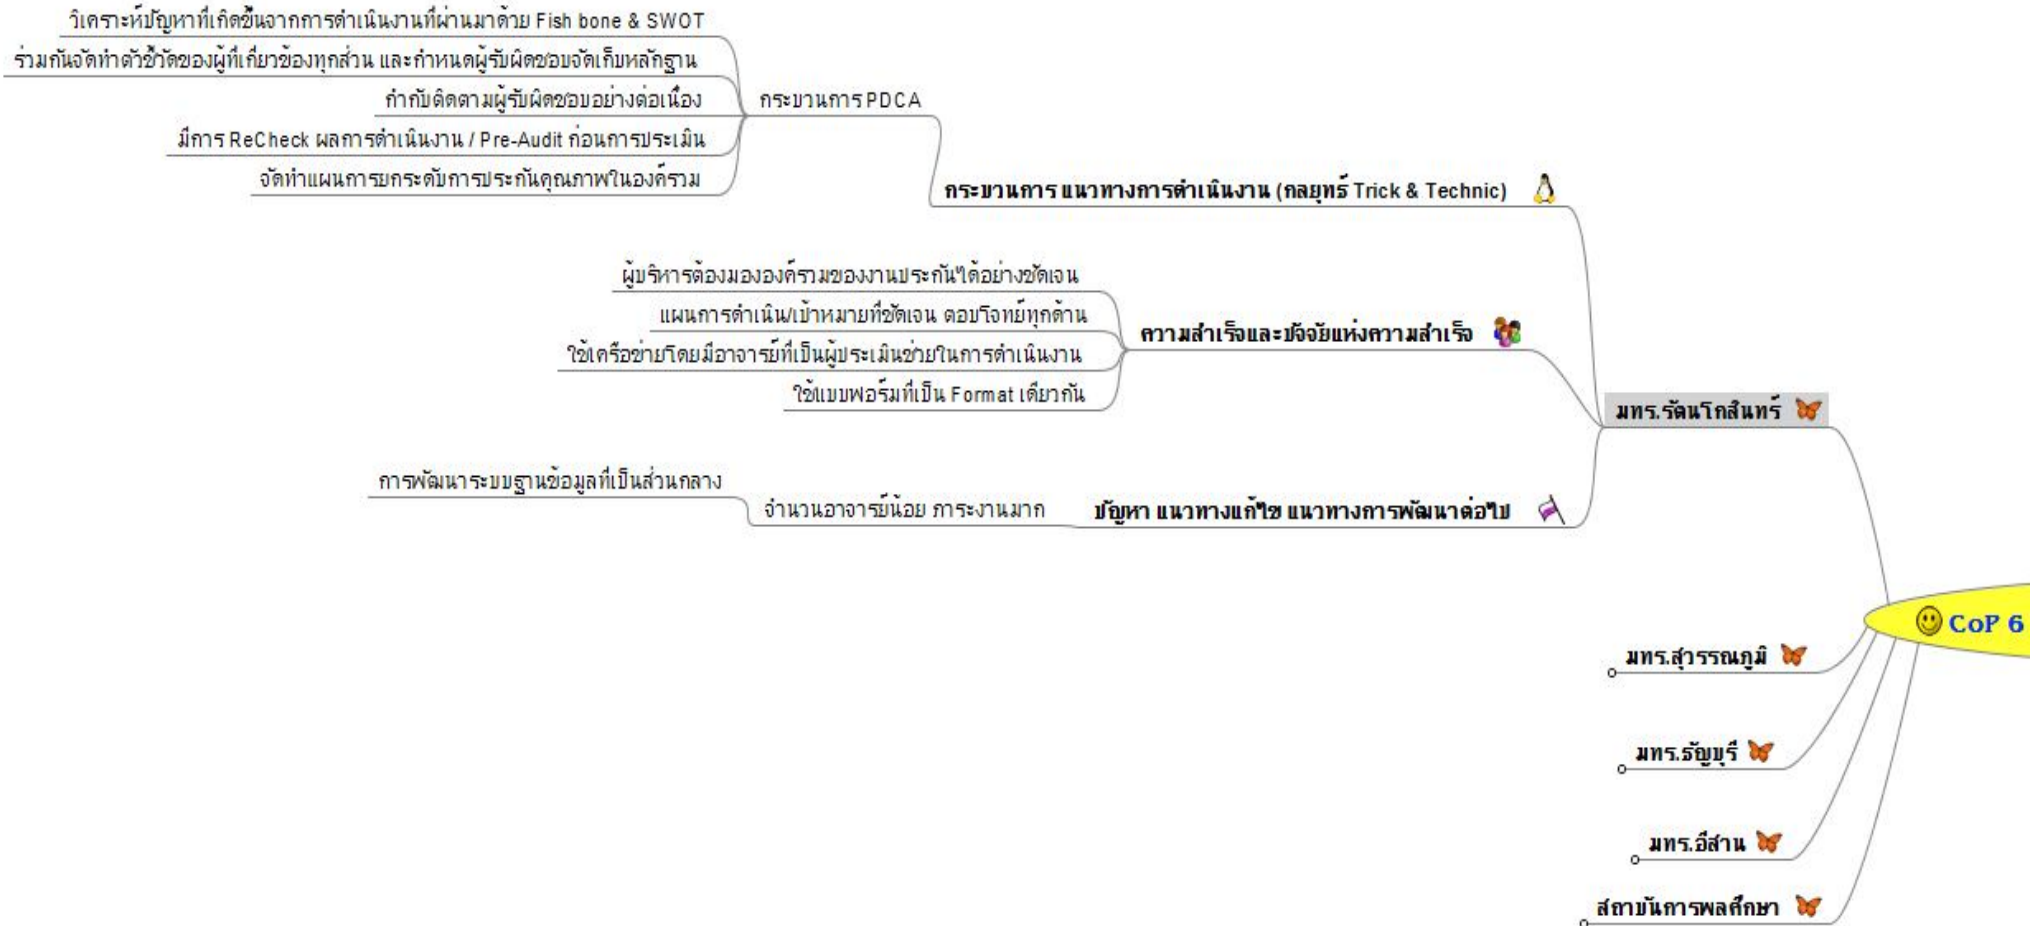 วิเคราะห์ปัญหาที่เกิดขึ้นจากการดำเนินงานที่ผ่านมาด้วย Fish bone & SWOT
ร่วมกันจัดทำตัวชี้วัดของผู้ที่เกี่ยวข้องทุกส่วน และกำหนดผู้รับผิดชอบจัดเก็บหลักฐาน
กำกับติดตามผู้รับผิดชอบอย่างต่อเนื่อง
มีการ ReCheck ผลการดำเนินงาน / Pre-Audit ก่อนการประเมิน
จัดทำแผนการยกระดับการประกันคุณภาพในองค์รวม
กระบวนการ PDCA
กระบวนการ แนวทางการดำเนินงาน (กลยุทธ์ Trick & Technic)
ผู้บริหารต้องมององค์รวมของงานประกันได้อย่างชัดเจน
แผนการดำเนิน/เป้าหมายที่ชัดเจน ตอบโจทย์ทุกด้าน
ใช้เครือข่ายโดยมีอาจารย์ที่เป็นผู้ประเมินช่วยในการดำเนินงาน
ใช้แบบฟอร์มที่เป็น Format เดียวกัน
ความสำเร็จและปัจจัยแห่งความสำเร็จ
มทร.รัตนโกสินทร์
การพัฒนาระบบฐานข้อมูลที่เป็นส่วนกลาง
จำนวนอาจารย์น้อย ภาระงานมาก
ปัญหา แนวทางแก้ไข แนวทางการพัฒนาต่อไป
CoP 6
มทร.สุวรรณภูมิ
มทร.ธัญบุรี
มทร.อีสาน
สถาบันการพลศึกษา